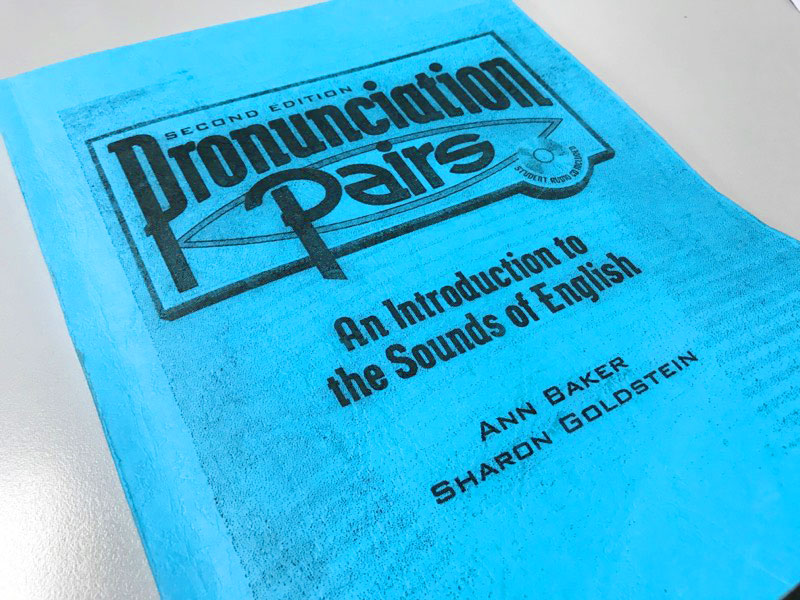 SECOND EDITION
Pronunciation
Pairs
STUDENT AUDIO CD INCLUDED
An Introduction to
the Sounds of English
ANN BAKER
SHARON GOLDSTEIN